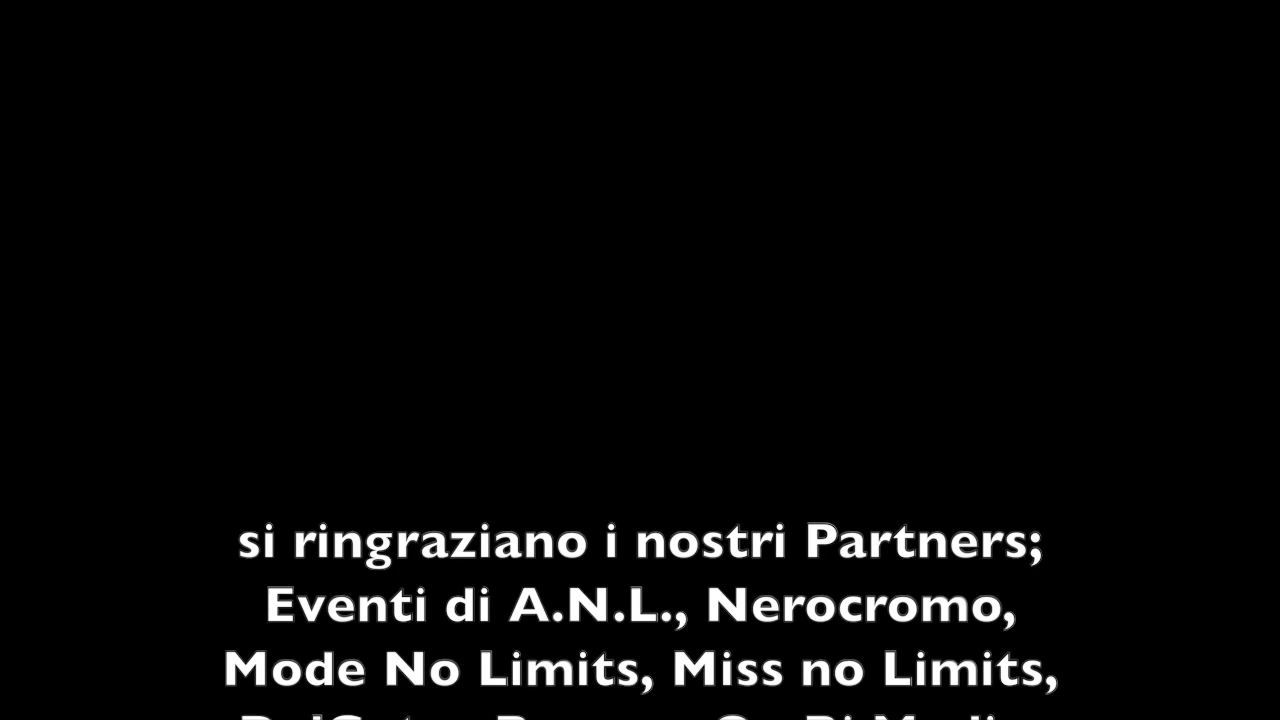 si ringraziano i nostri Partners;
Eventi di A.N.L., Nerocromo,
Mode No Limits, Miss no Limits,